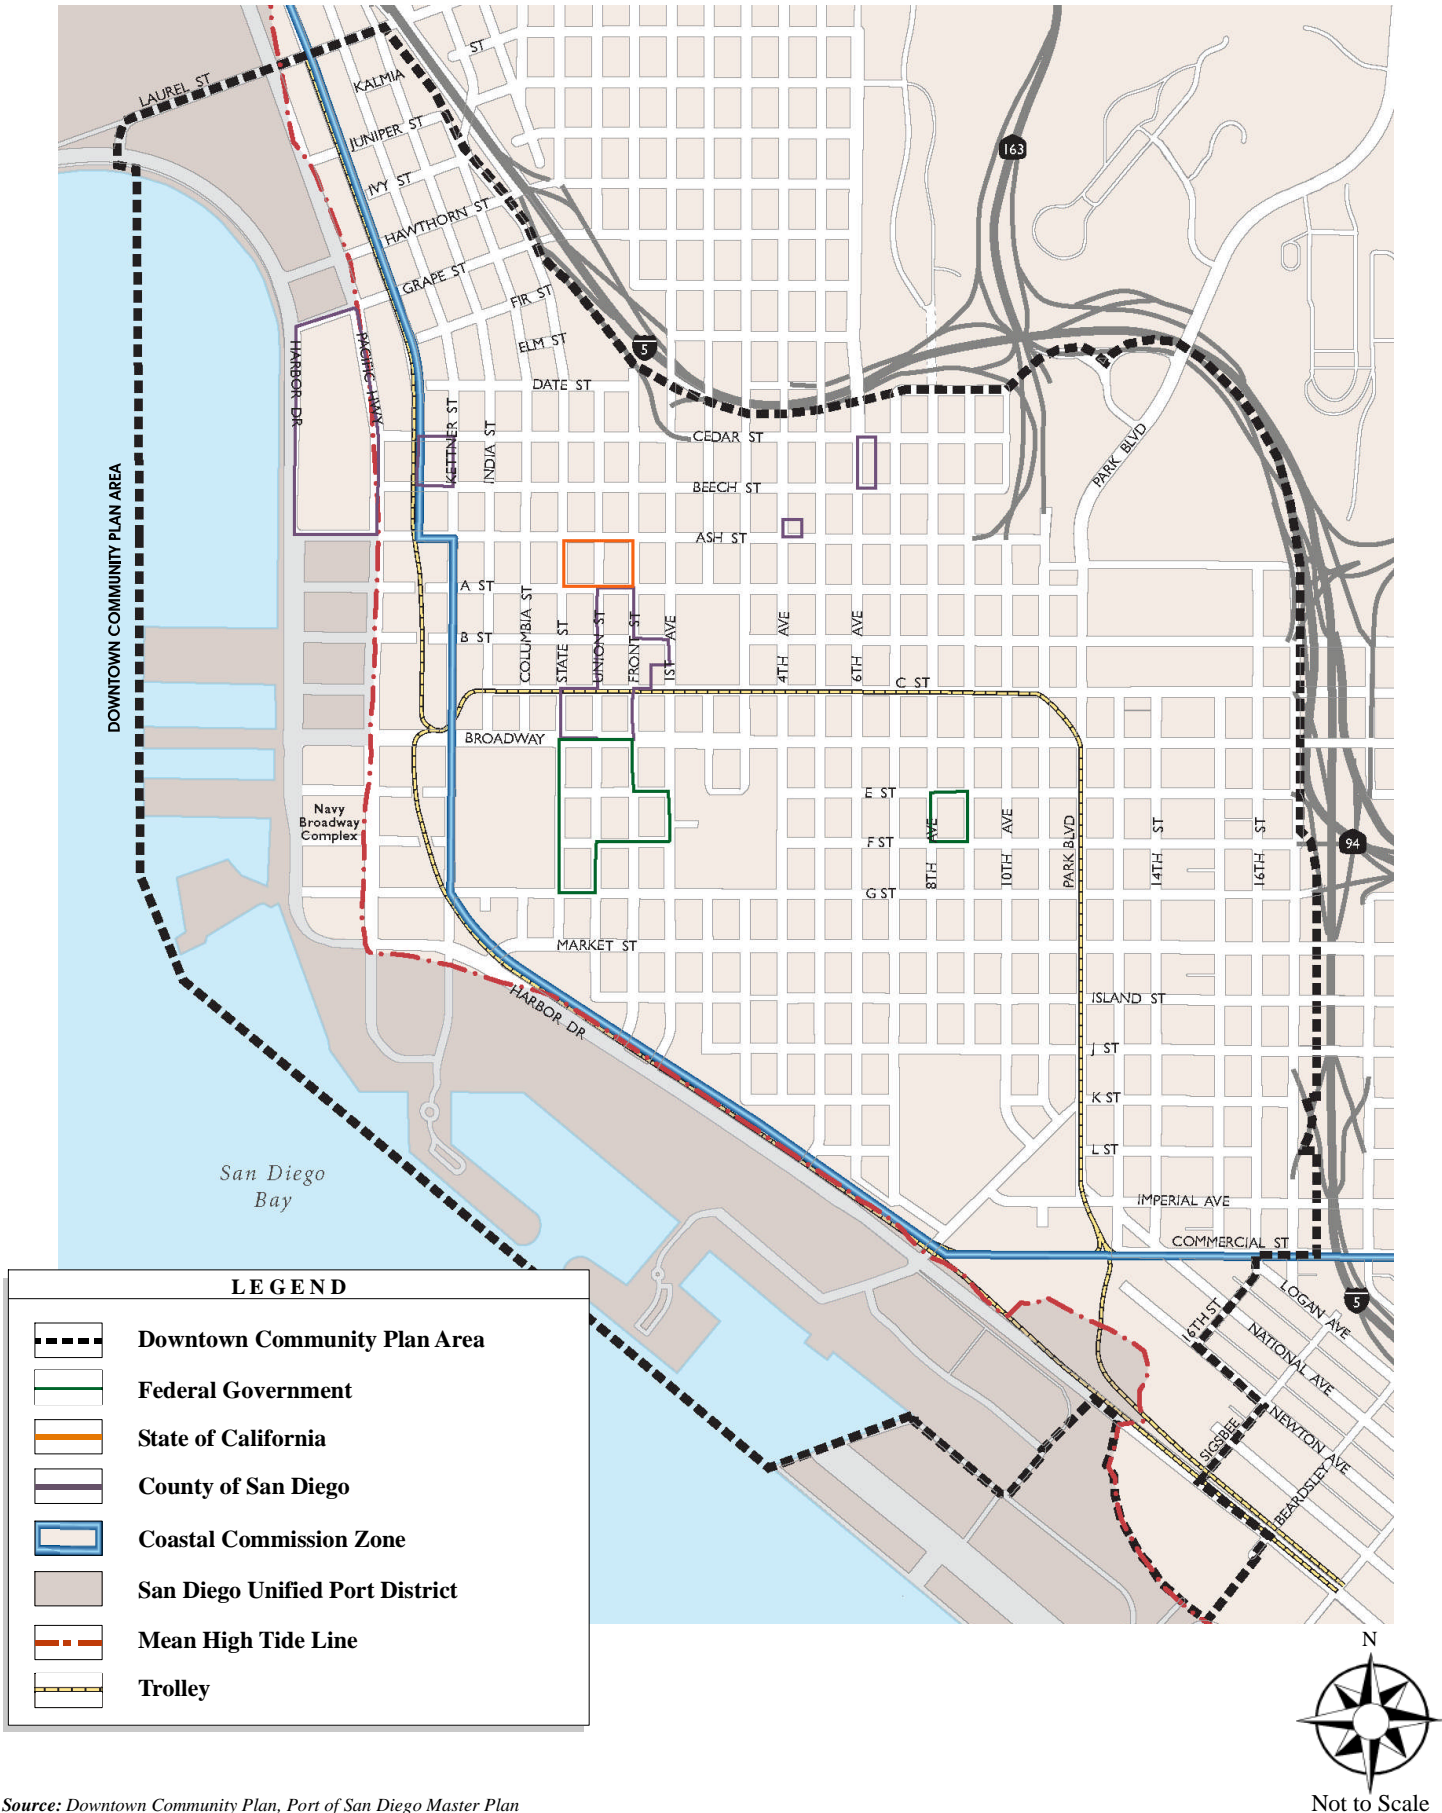 ST
KALMIA
LAUREL ST
JUNIPER ST
163
IVY ST
HAWTHORN ST
GRAPE ST
FIR ST
ELM ST
5
HARBOR DR
PACIFIC HWY
DATE ST
KETTNER ST
INDIA ST
CEDAR ST
PARK BLVD
BEECH ST
DOWNTOWN COMMUNITY PLAN AREA
ASH ST
A ST
COLUMBIA ST
STATE ST
UNION ST
FRONT ST
1ST AVE
4TH AVE
6TH AVE
B ST
C ST
BROADWAY
E ST
Navy
Broadway
Complex
8TH AVE
10TH AVE
PARK BLVD
14TH ST
16TH ST
F ST
94
G ST
MARKET ST
HARBOR DR
ISLAND ST
J ST
K ST
L ST
San Diego
Bay
IMPERIAL AVE
COMMERCIAL ST
LOGAN AVE
5
16TH ST
NATIONAL AVE
NEWTON AVE
SIGSBEE
BEARDSLEY
LEGEND
Downtown Community Plan Area
Federal Government
State of California
County of San Diego
Coastal Commission Zone
San Diego Unified Port District
Mean High Tide Line
Trolley
N
Not to Scale
Source: Downtown Community Plan, Port of San Diego Master Plan